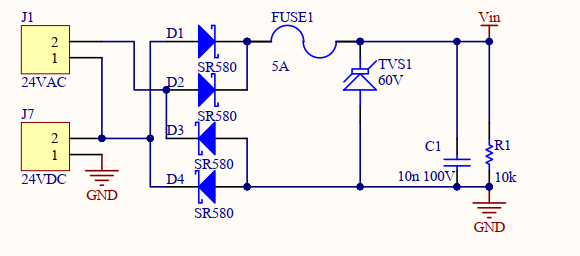 J1
2
1
24VAC
J7
2
1
24VDC
GND
D1
SR580
D2
SR580
D3
SR580
D4
SR580
FUSE1
5A
TVS1
60V
C1
10n 100V
Vin
R1
10k
GND